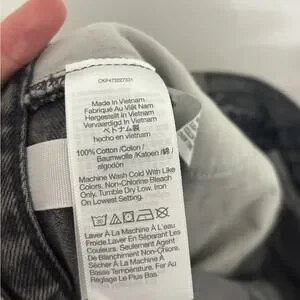 CKF47322733I
Made In Vietnam
Fabriqué Au Viêt Nam
Hergestellt In Vietnam
Vervaardigd In Vietnam
ベトナム製
hecho en vietnam
100% Cotton /Coton /
Baumwolle /Katoen /綿 /
algodón
Machine Wash Cold With Like
Colors. Non-Chlorine Bleach
Only. Tumble Dry Low. Iron
On Lowest Setting.
Laver À La Machine Et Eau
Froide. Laver En Séparant Les
Couleurs. Seulement Agent
De Blanchiment Non-Chloré.
Sécher À La Machine À
Basse Température
Réglage Le Plus Bas.